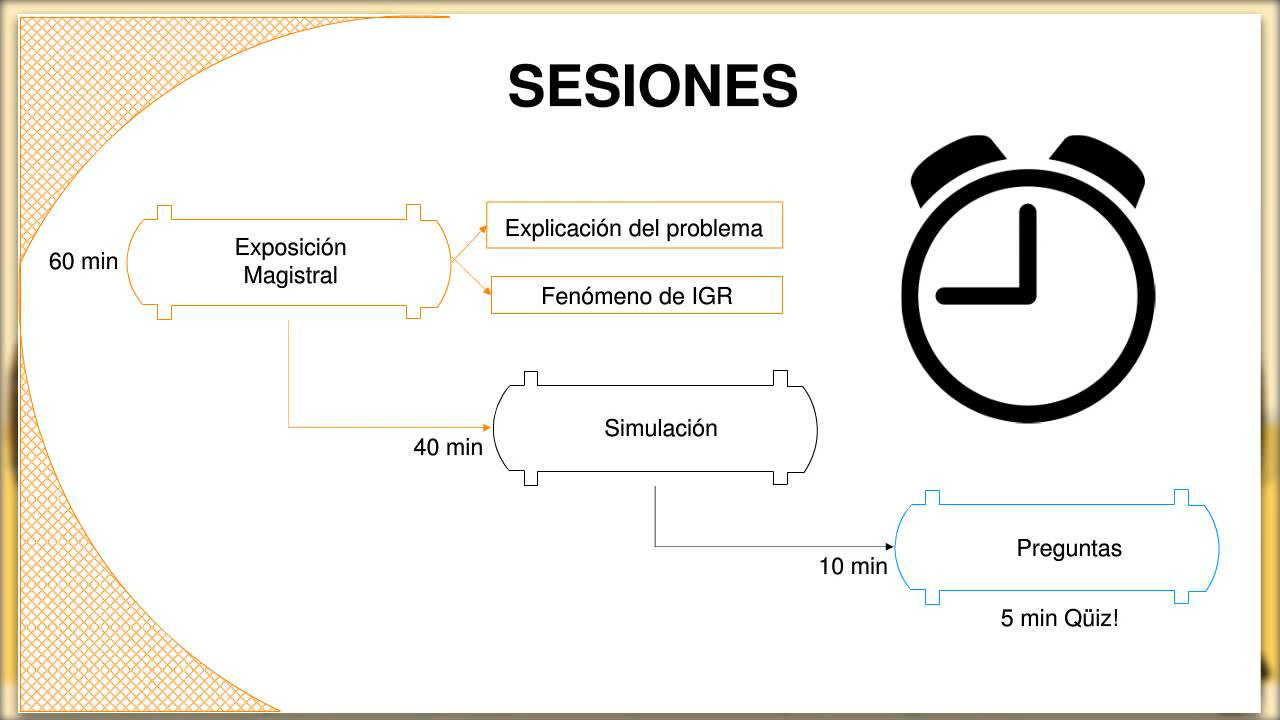 SESIONES
60 min
Exposición
Magistral
Explicación del problema
Fenómeno de IGR
40 min
Simulación
10 min
Preguntas
5 min Qüiz!